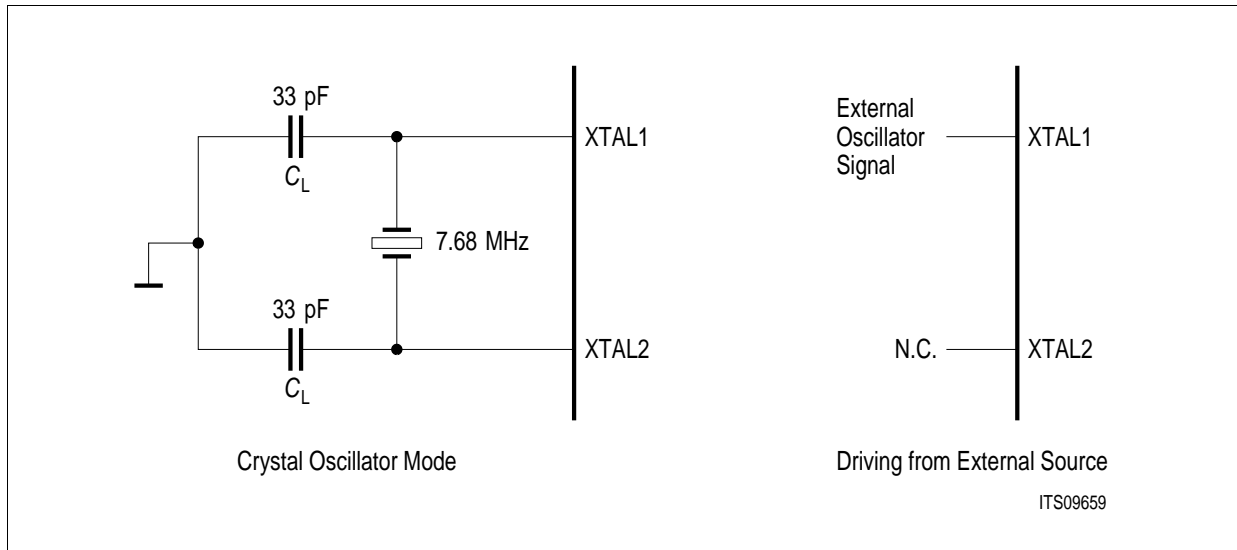 33 pF
C_L
XTAL1
7.68 MHz
33 pF
C_L
XTAL2
Crystal Oscillator Mode
External
Oscillator
Signal
XTAL1
N.C.
XTAL2
Driving from External Source
ITS09659